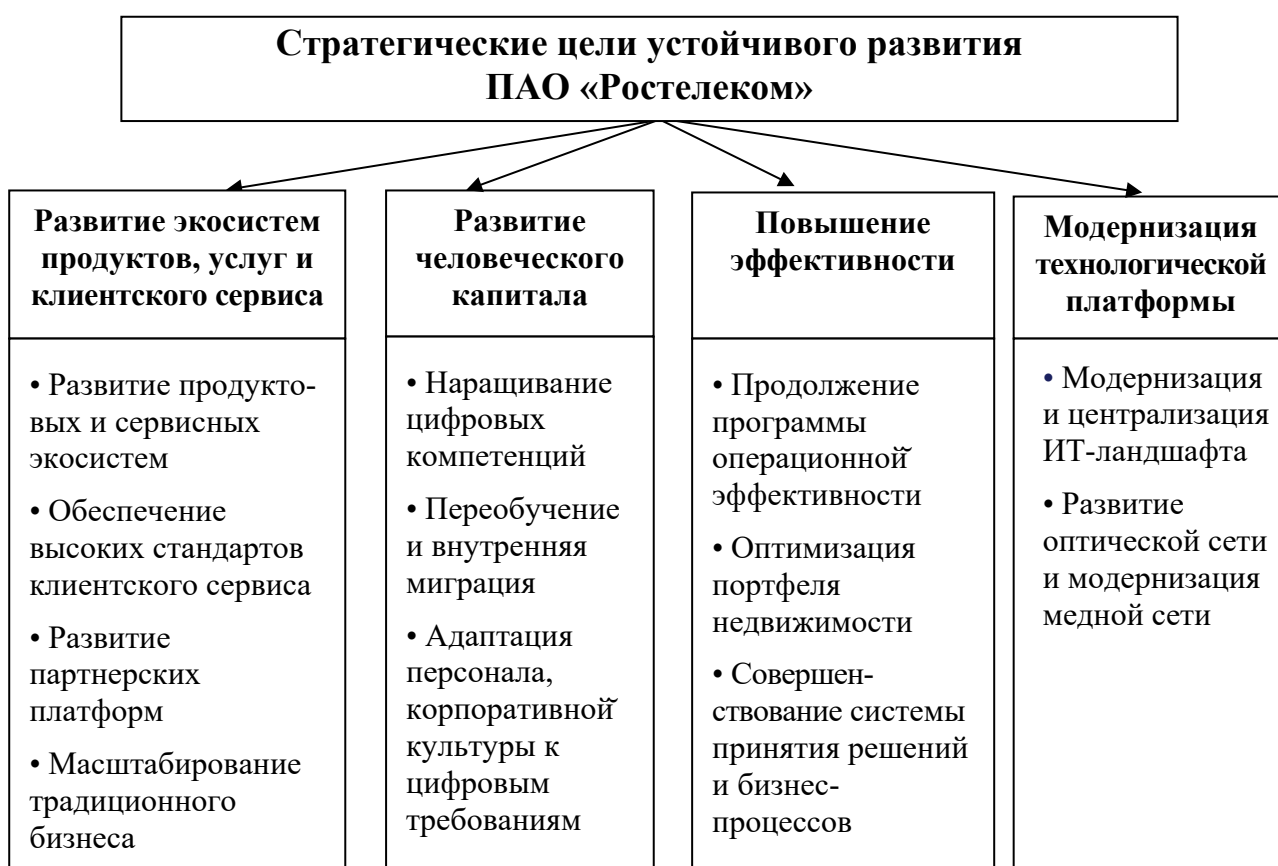 Стратегические цели устойчивого развития
ПАО «Ростелеком»
Развитие экосистем
продуктов, услуг и
клиентского сервиса
• Развитие продукто-
вых и сервисных
экосистем
• Обеспечение
высоких стандартов
клиентского сервиса
• Развитие
партнерских
платформ
• Масштабирование
традиционного
бизнеса
Развитие
человеческого
капитала
• Наращивание
цифровых
компетенций
• Переобучение
и внутренняя
миграция
• Адаптация
персонала,
корпоративной
культуры к
цифровым
требованиям
Повышение
эффективности
• Продолжение
программы
операционной
эффективности
• Оптимизация
портфеля
недвижимости
• Совершен-
ствование системы
принятия решений
и бизнес-
процессов
Модернизация
технологической
платформы
• Модернизация
и централизация
ИТ-ландшафта
• Развитие
оптической сети
и модернизация
медной сети